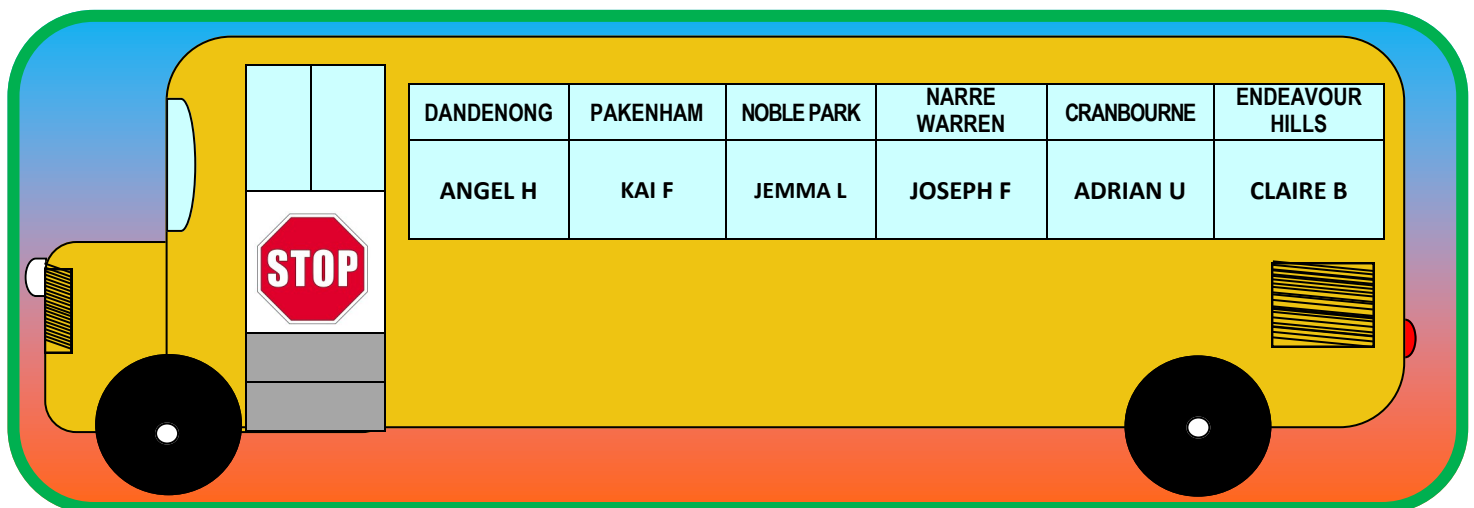 DANDENONG PAKENHAM NOBLE PARK NARRE WARREN CRANBOURNE ENDEAVOUR HILLS
ANGEL H KAI F JEMMA L JOSEPH F ADRIAN U CLAIRE B
STOP